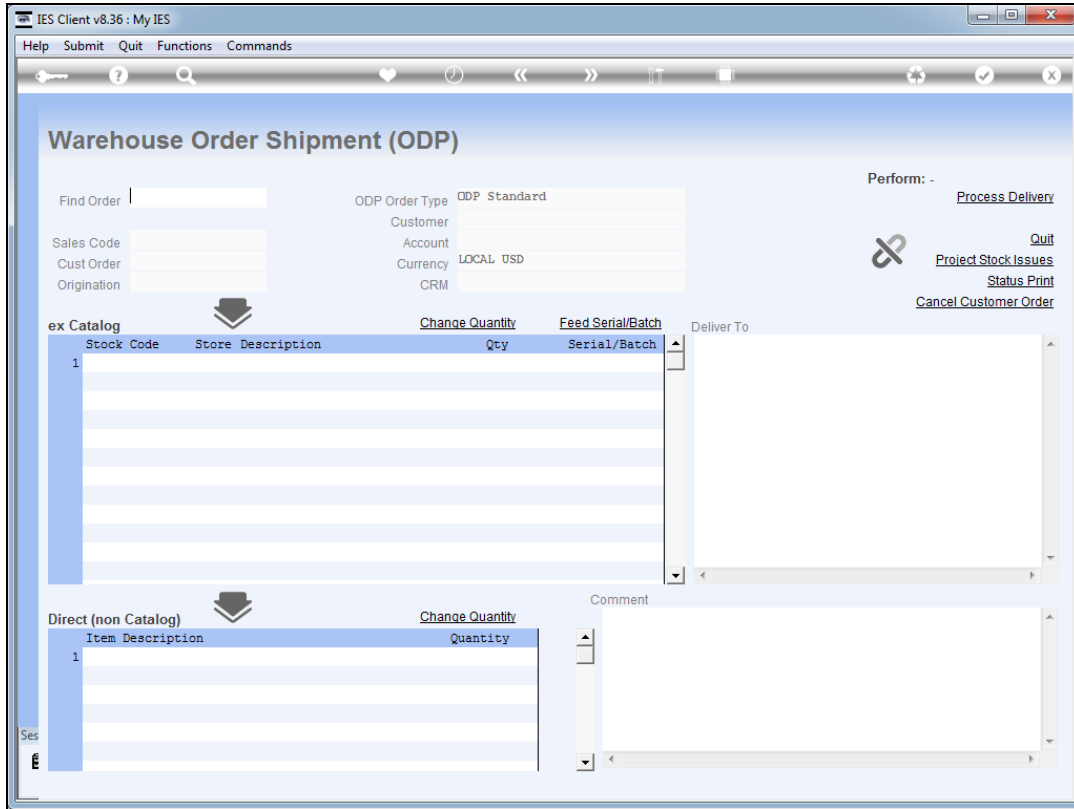 IES Client v8.36 : My IES
Help Submit Quit Functions Commands
Warehouse Order Shipment (ODP)
Perform: -
Find Order
ODP Order Type ODP Standard
Process Delivery
Customer
Sales Code
Account
Quit
Cust Order
Currency LOCAL USD
Project Stock Issues
Origination
CRM
Status Print
Cancel Customer Order
ex Catalog
Change Quantity
Feed Serial/Batch
Deliver To
Stock Code Store Description Qty Serial/Batch
1
Direct (non Catalog)
Change Quantity
Comment
Item Description Quantity
1
Ses